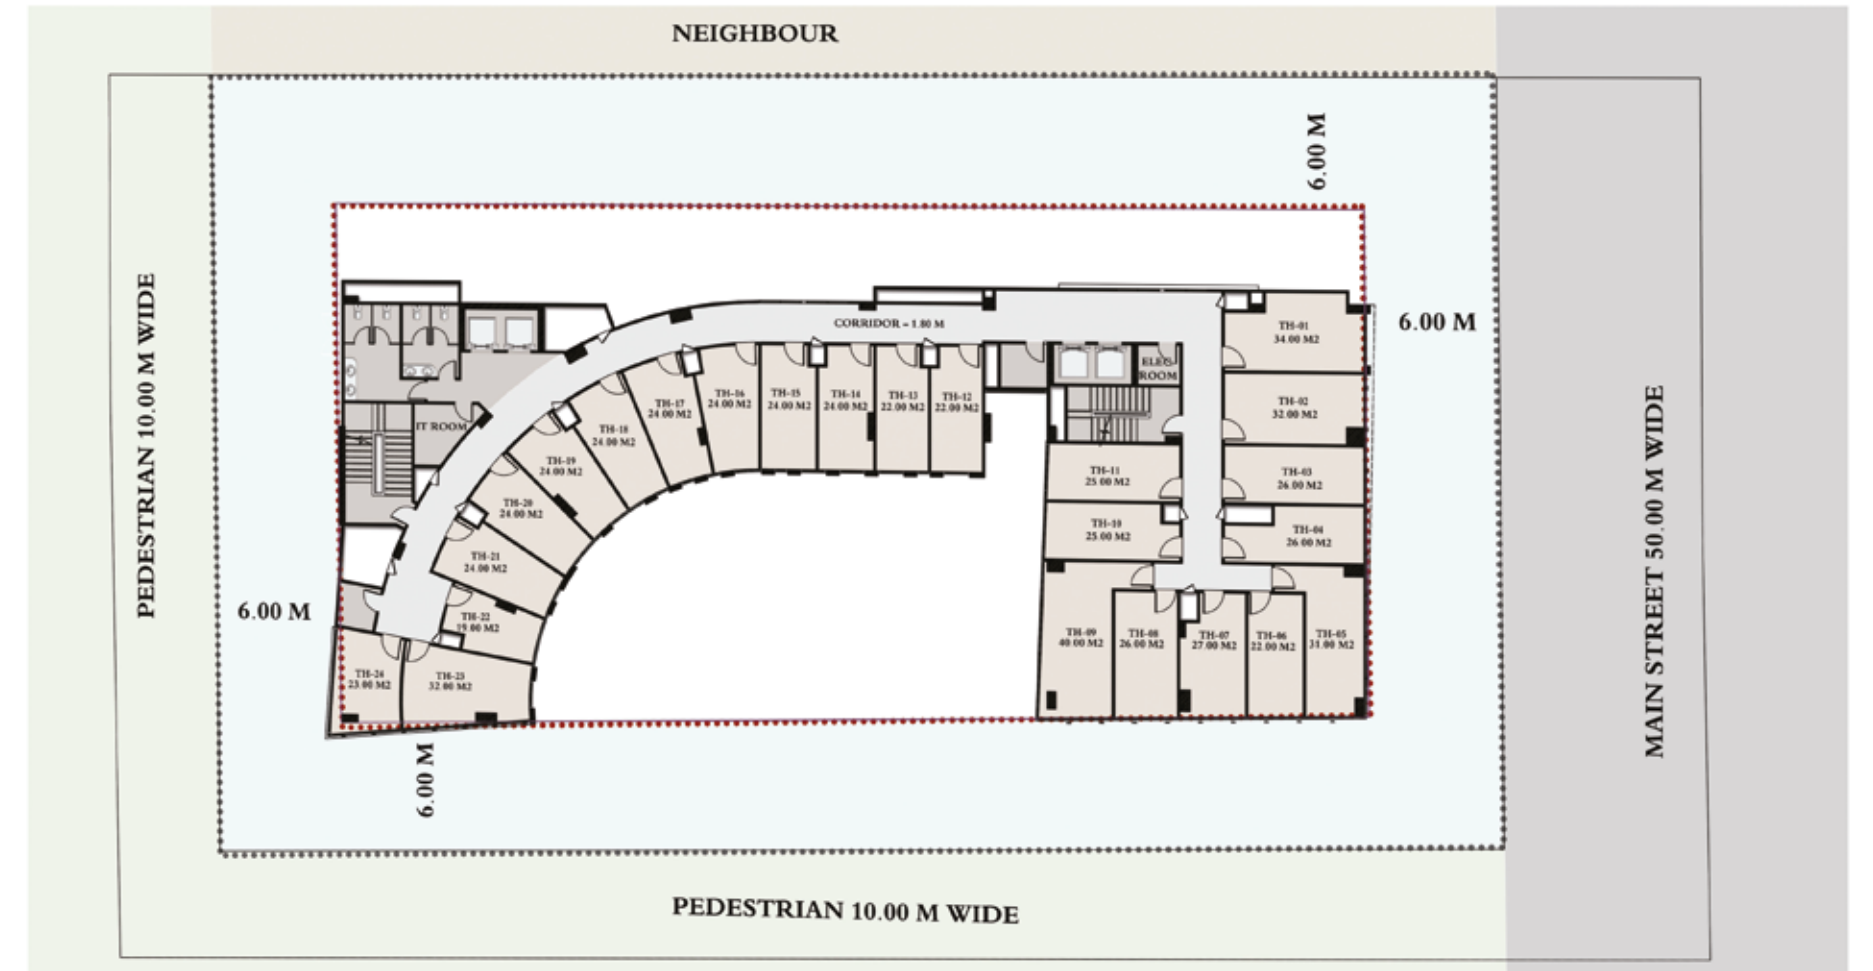 NEIGHBOUR
6.00 M
PEDESTRIAN 10.00 M WIDE
6.00 M
CORRIDOR = 1.80 M
TH-01
34.00 M2
ELEC
ROOM
TH-02
32.00 M2
TH-12
22.00 M2
TH-13
22.00 M2
TH-14
24.00 M2
TH-15
24.00 M2
TH-16
24.00 M2
TH-17
24.00 M2
IT ROOM
TH-18
24.00 M2
TH-19
24.00 M2
TH-20
24.00 M2
TH-21
24.00 M2
TH-22
19.00 M2
TH-23
32.00 M2
TH-24
23.00 M2
TH-11
25.00 M2
TH-03
26.00 M2
TH-10
25.00 M2
TH-04
26.00 M2
TH-09
40.00 M2
TH-08
26.00 M2
TH-07
27.00 M2
TH-06
22.00 M2
TH-05
31.00 M2
6.00 M
6.00 M
MAIN STREET 50.00 M WIDE
PEDESTRIAN 10.00 M WIDE